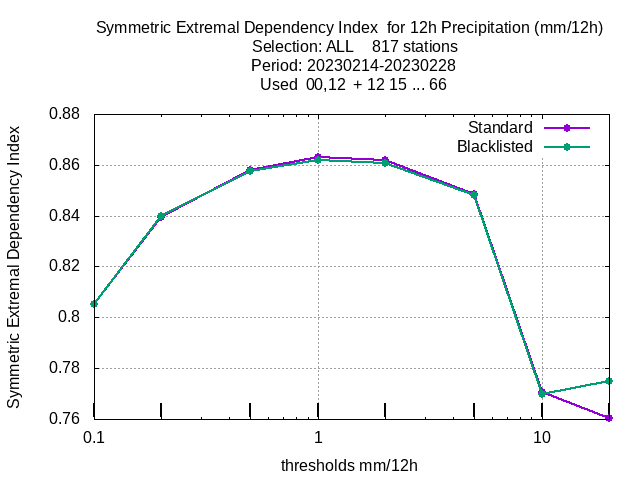 Symmetric Extremal Dependency Index  for 12h Precipitation (mm/12h)
Selection: ALL    817 stations
Period: 20230214-20230228
Used  00,12  + 12 15 ... 66
Standard
Blacklisted
Symmetric Extremal Dependency Index
0.88
0.86
0.84
0.82
0.8
0.78
0.76
0.1
1
10
thresholds mm/12h